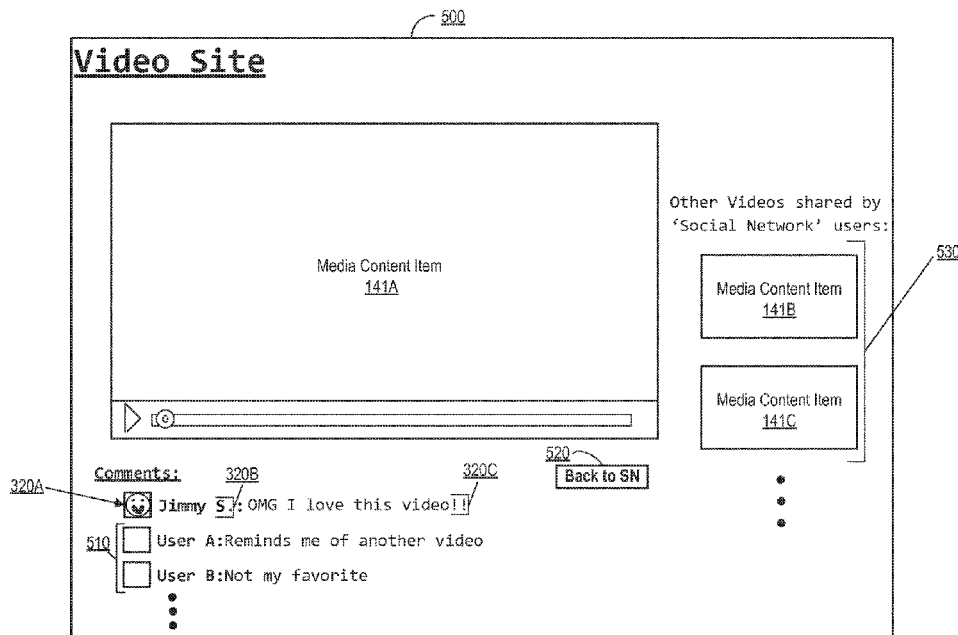 500
Video Site
Media Content Item
141A
Other Videos shared by
'Social Network' users:
530
Media Content Item
141B
Media Content Item
141C
520
Back to SN
Comments:
320B
320C
320A
Jimmy S.: OMG I love this video!!
510
User A:Reminds me of another video
User B:Not my favorite